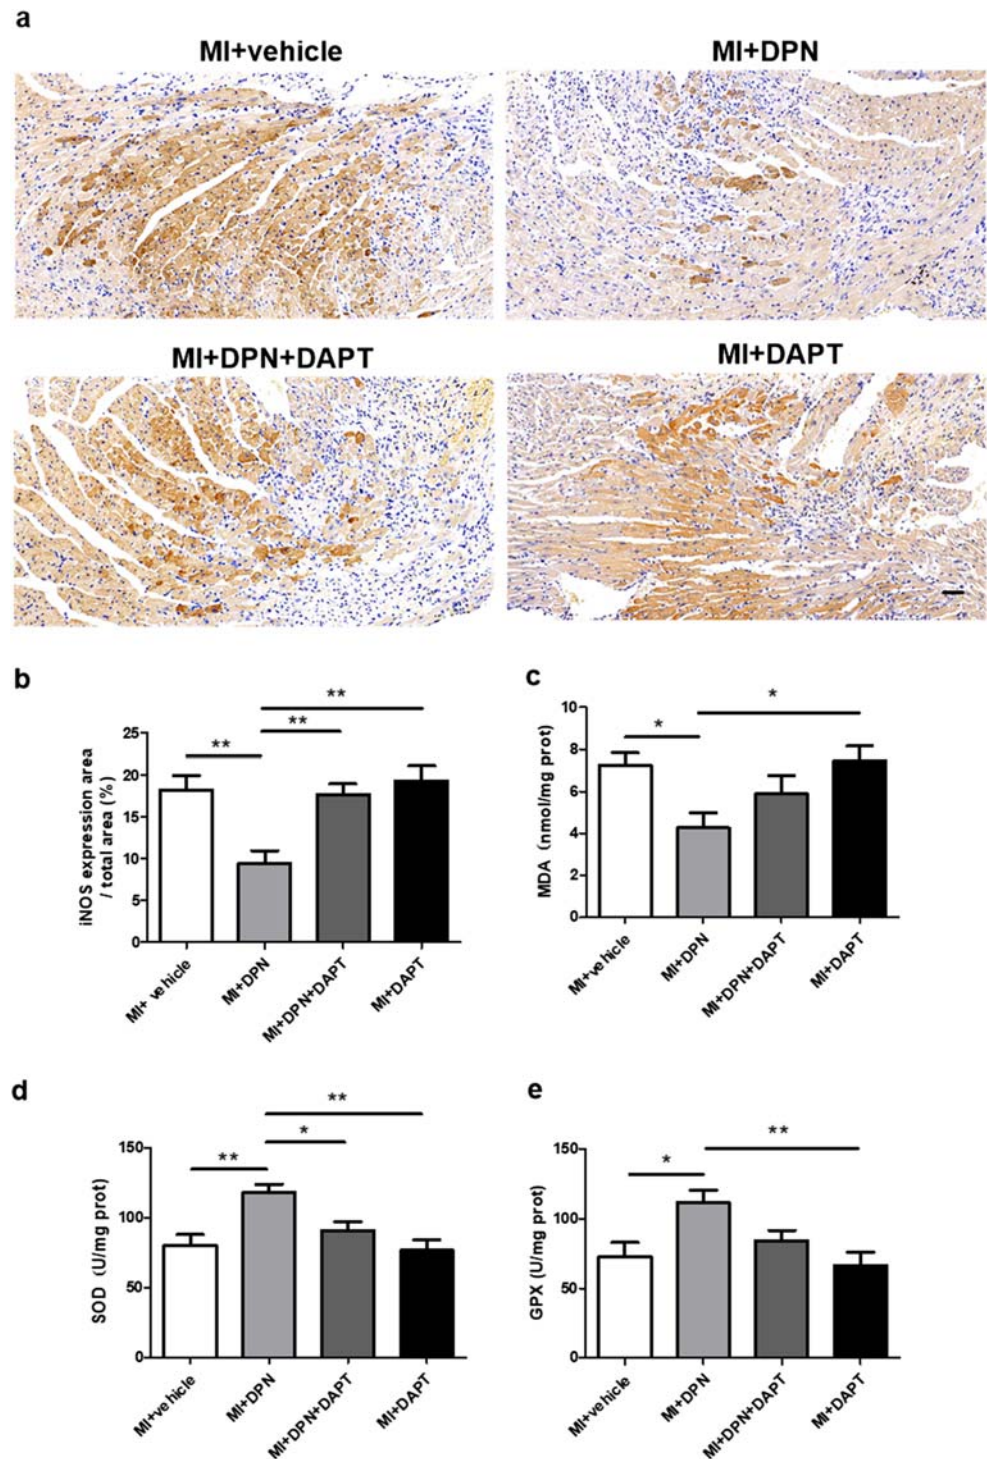 a
MI+vehicle
MI+DPN
MI+DPN+DAPT
MI+DAPT
b
iNOS expression area
/ total area (%)
25
20
15
10
5
0
**
**
**
MI+ vehicle
MI+DPN
MI+DPN+DAPT
MI+DAPT
c
MDA (nmol/mg prot)
10
8
6
4
2
0
*
*
MI+vehicle
MI+DPN
MI+DPN+DAPT
MI+DAPT
d
SOD (U/mg prot)
150
100
50
0
**
*
**
MI+vehicle
MI+DPN
MI+DPN+DAPT
MI+DAPT
e
GPX (U/mg prot)
150
100
50
0
*
**
MI+vehicle
MI+DPN
MI+DPN+DAPT
MI+DAPT